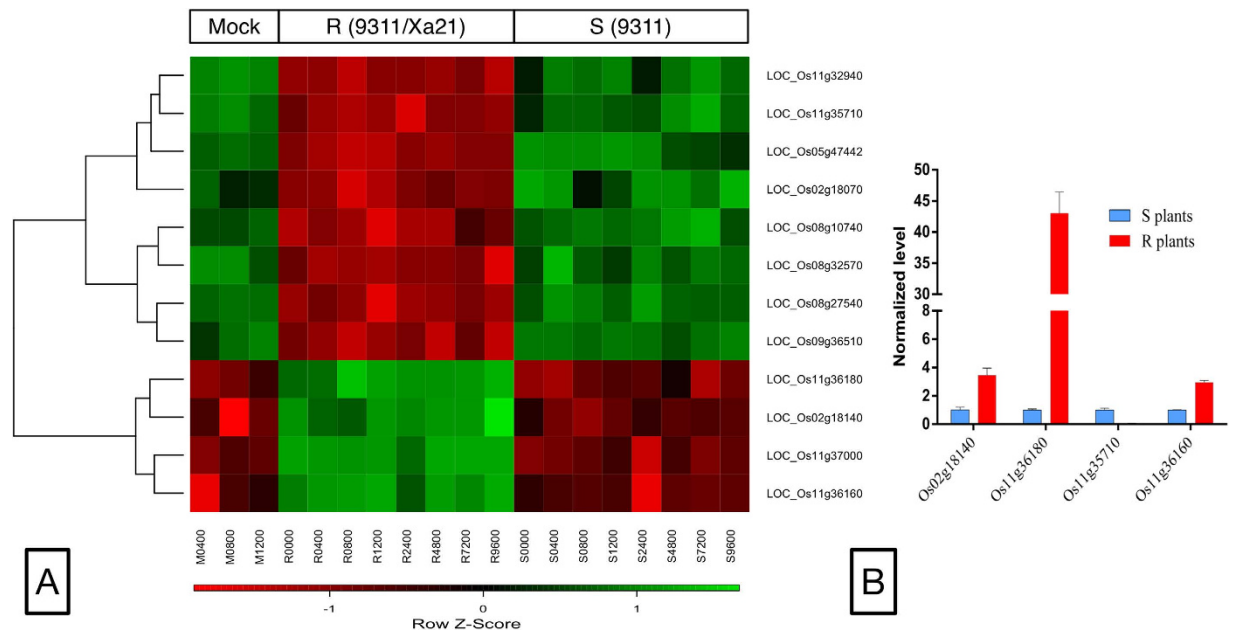 Mock R (9311/Xa21) S (9311)
LOC_Os11g32940
LOC_Os11g35710
LOC_Os05g47442
LOC_Os02g18070
LOC_Os08g10740
LOC_Os08g32570
LOC_Os08g27540
LOC_Os09g36510
LOC_Os11g36180
LOC_Os02g18140
LOC_Os11g37000
LOC_Os11g36160
M0400
M0800
M1200
R0000
R0400
R0800
R1200
R2400
R4800
R7200
R9600
S0000
S0400
S0800
S1200
S2400
S4800
S7200
S9600
-1 0 1
Row Z-Score
A
Normalized level
50
45
40
35
30
8
6
4
2
0
S plants
R plants
Os02g18140
Os11g36180
Os11g35710
Os11g36160
B